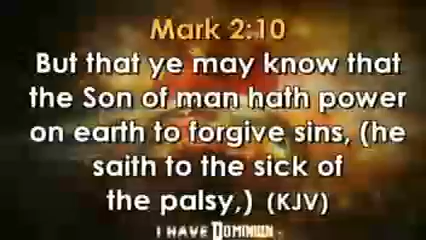 Mark 2:10
But that ye may know that
the Son of man hath power
on earth to forgive sins, (he
saith to the sick of
the palsy,) (KJV)
I HAVE DOMINION